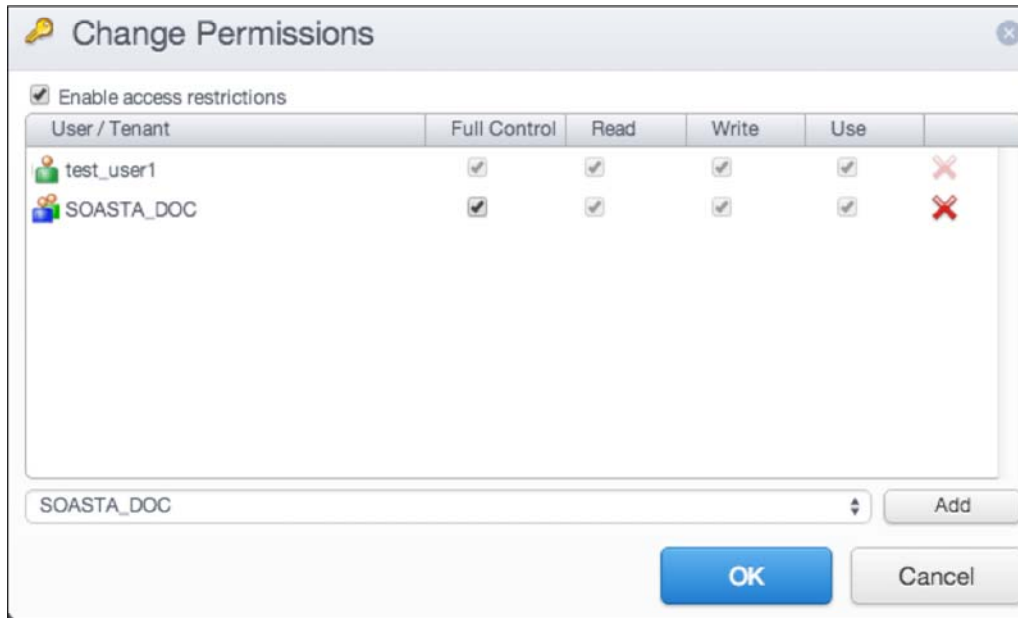 Change Permissions
Enable access restrictions
User / Tenant Full Control Read Write Use
test_user1
SOASTA_DOC
SOASTA_DOC Add
OK Cancel